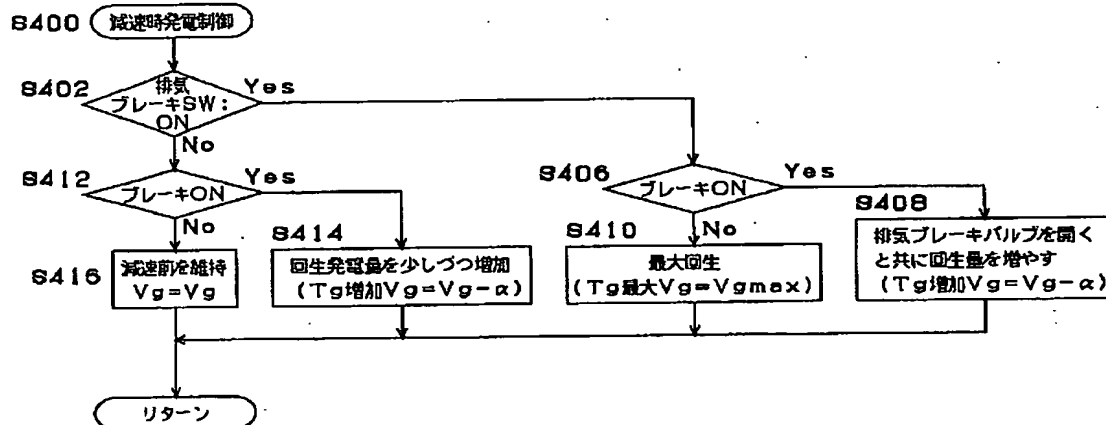 S400
減速時発電制御
S402
排気
ブレーキSW:
ON
Yes
No
S412
ブレーキON
Yes
No
S406
ブレーキON
Yes
No
S416
減速前を維持
Vg=Vg
S414
回生発電量を少しづつ増加
(Tg増加Vg=Vg-α)
S410
最大回生
(Tg最大Vg=Vgmax)
S408
排気ブレーキバルブを開く
と共に回生量を増やす
(Tg増加Vg=Vg-α)
リターン